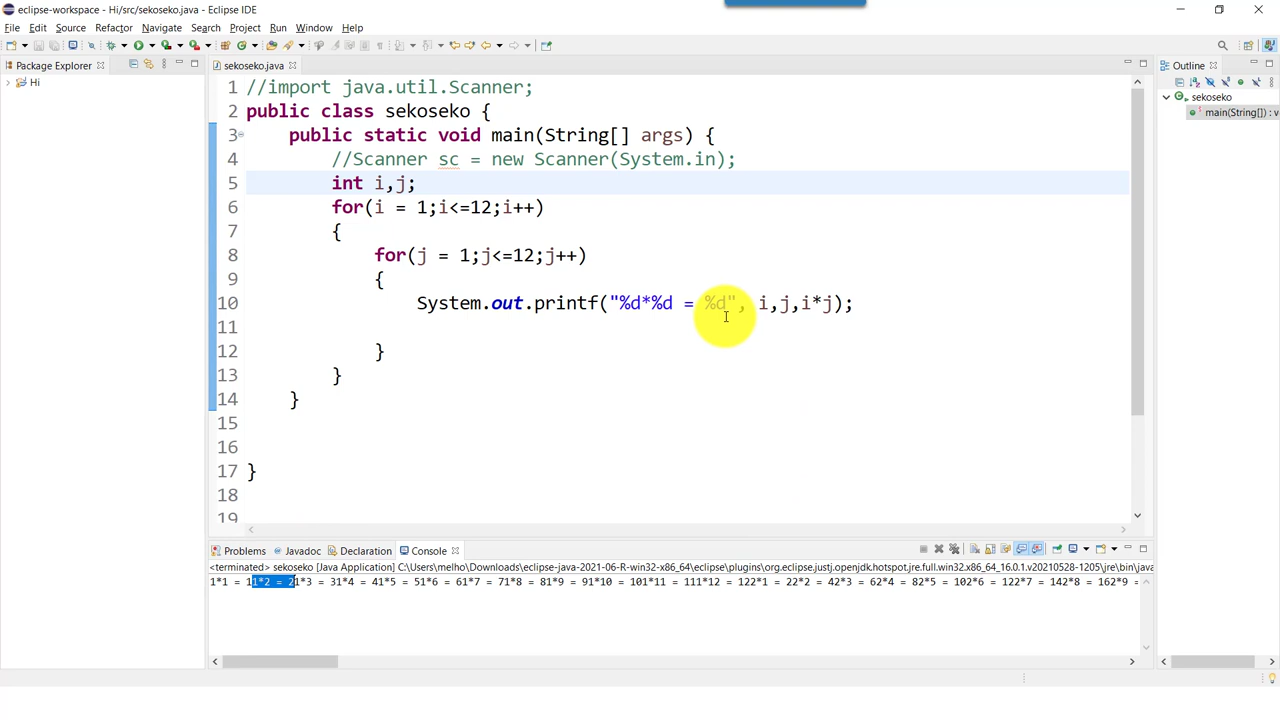 eclipse-workspace - Hi/src/sekoseko.java - Eclipse IDE
File Edit Source Refactor Navigate Search Project Run Window Help
Package Explorer
Hi
sekoseko.java
1 //import java.util.Scanner;
2 public class sekoseko {
3 public static void main(String[] args) {
4 //Scanner sc = new Scanner(System.in);
5 int i,j;
6 for(i = 1;i<=12;i++)
7 {
8 for(j = 1;j<=12;j++)
9 {
10 System.out.printf("%d*%d = %d", i,j,i*j);
11
12 }
13 }
14 }
15
16
17 }
18
19
Outline
sekoseko
main(String[]) : v
Problems Javadoc Declaration Console
<terminated> sekoseko [Java Application] C:\Users\melho\Downloads\eclipse-java-2021-06-R-win32-x86_64\eclipse\plugins\org.eclipse.justj.openjdk.hotspot.jre.full.win32.x86_64_16.0.1.v20210528-1205\jre\bin\java
1*1 = 11*2 = 21*3 = 31*4 = 41*5 = 51*6 = 61*7 = 71*8 = 81*9 = 91*10 = 101*11 = 111*12 = 122*1 = 22*2 = 42*3 = 62*4 = 82*5 = 102*6 = 122*7 = 142*8 = 162*9 =